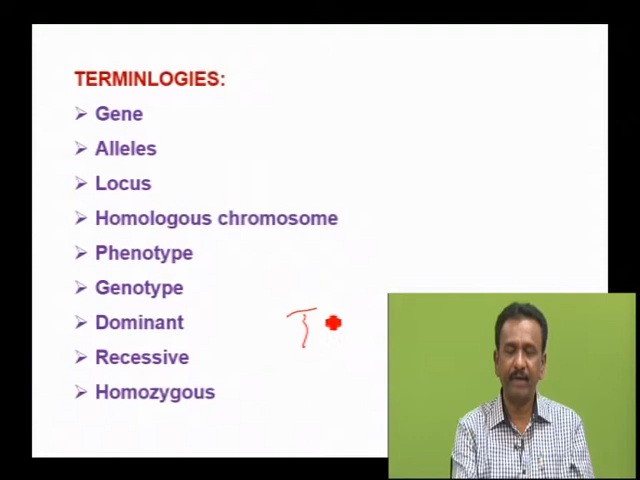 TERMINLOGIES:
Gene
Alleles
Locus
Homologous chromosome
Phenotype
Genotype
Dominant
T
Recessive
Homozygous